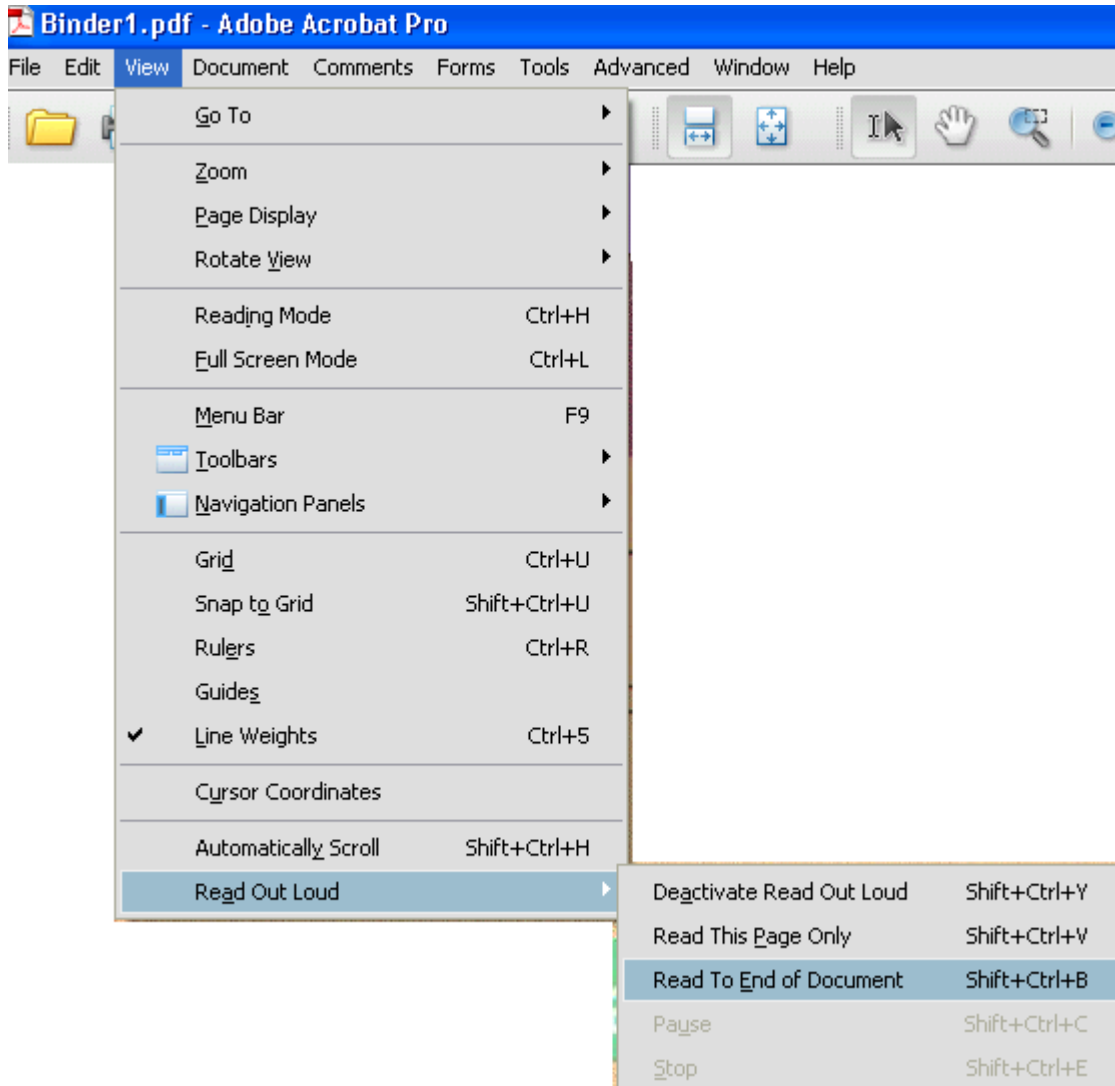 Binder1.pdf - Adobe Acrobat Pro
File Edit View Document Comments Forms Tools Advanced Window Help
Go To
Zoom
Page Display
Rotate View
Reading Mode Ctrl+H
Full Screen Mode Ctrl+L
Menu Bar F9
Toolbars
Navigation Panels
Grid Ctrl+U
Snap to Grid Shift+Ctrl+U
Rulers Ctrl+R
Guides
Line Weights Ctrl+5
Cursor Coordinates
Automatically Scroll Shift+Ctrl+H
Read Out Loud
Deactivate Read Out Loud Shift+Ctrl+Y
Read This Page Only Shift+Ctrl+V
Read To End of Document Shift+Ctrl+B
Pause Shift+Ctrl+C
Stop Shift+Ctrl+E